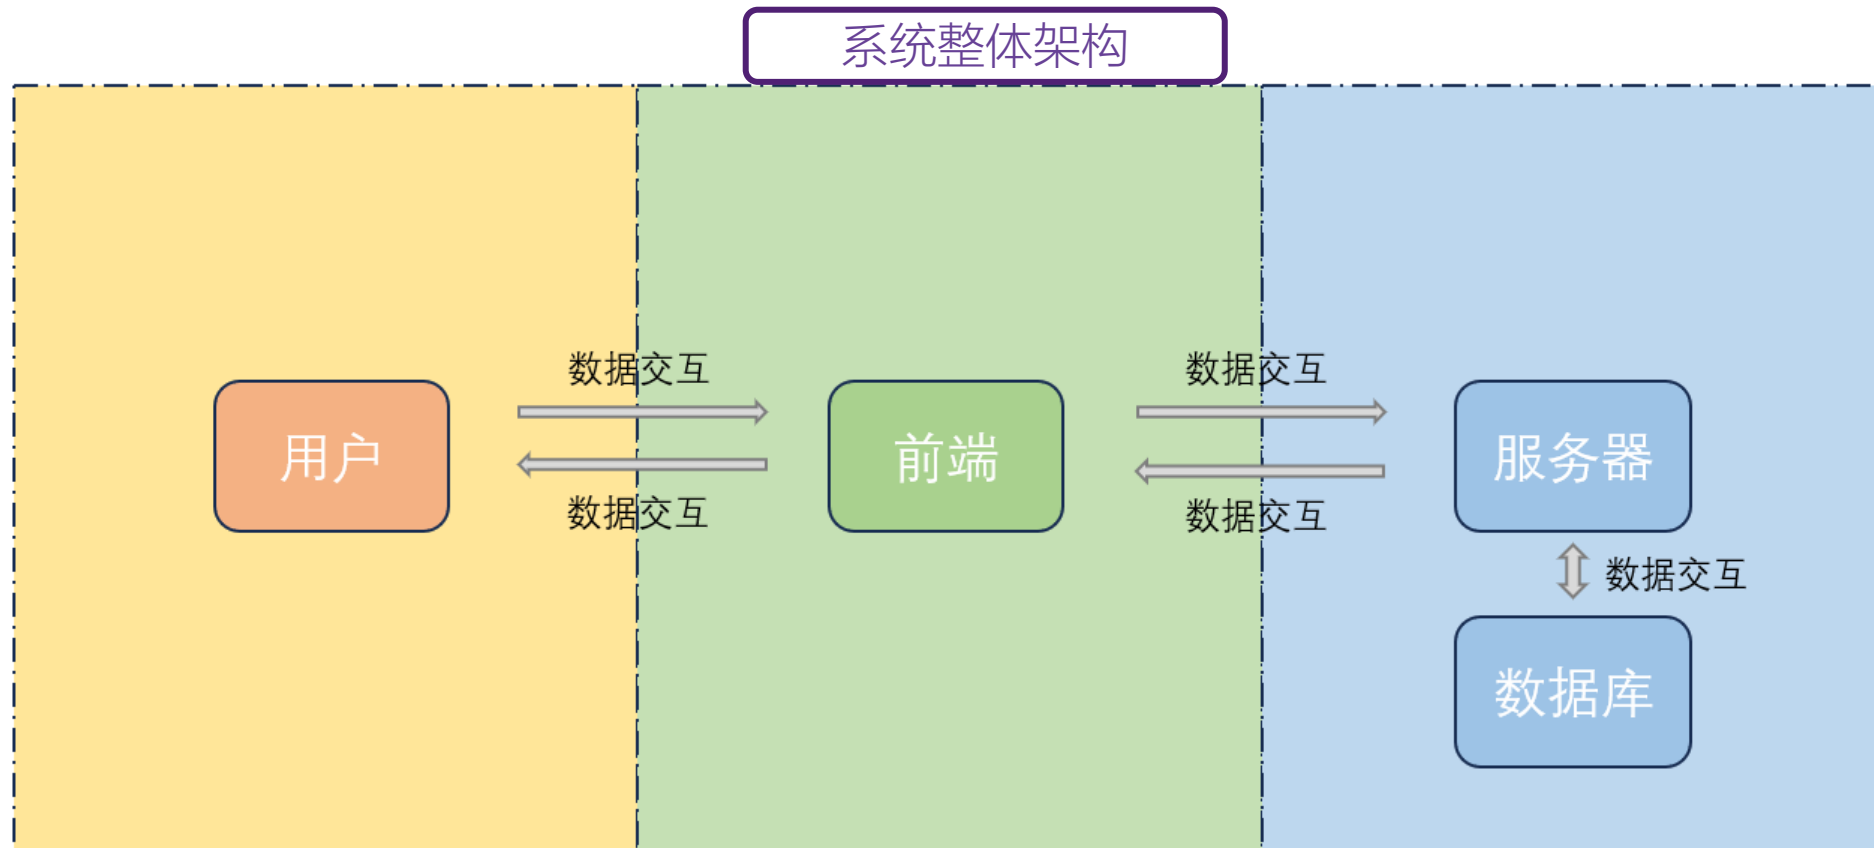 系统整体架构
数据交互
数据交互
用户
前端
服务器
数据交互
数据交互
数据交互
数据库